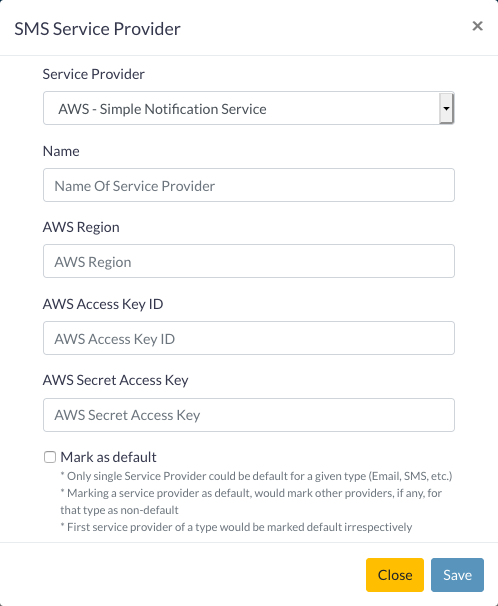 SMS Service Provider
×
Service Provider
AWS - Simple Notification Service
Name
Name Of Service Provider
AWS Region
AWS Region
AWS Access Key ID
AWS Access Key ID
AWS Secret Access Key
AWS Secret Access Key
Mark as default
* Only single Service Provider could be default for a given type (Email, SMS, etc.)
* Marking a service provider as default, would mark other providers, if any, for
that type as non-default
* First service provider of a type would be marked default irrespectively
Close
Save